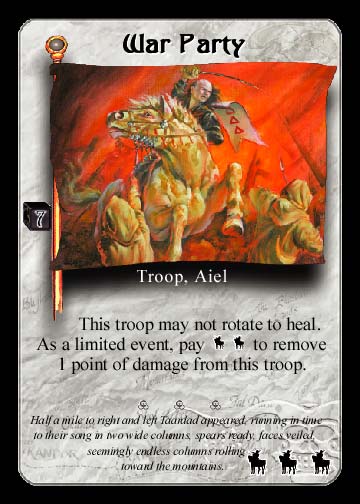 War Party
7
Troop, Aiel
This troop may not rotate to heal.
As a limited event, pay to remove
1 point of damage from this troop.
Half a mile to right and left Taardad appeared, running in time
to their song in two wide columns, spears ready, faces veiled,
seemingly endless columns rolling
toward the mountains.
KANDOR